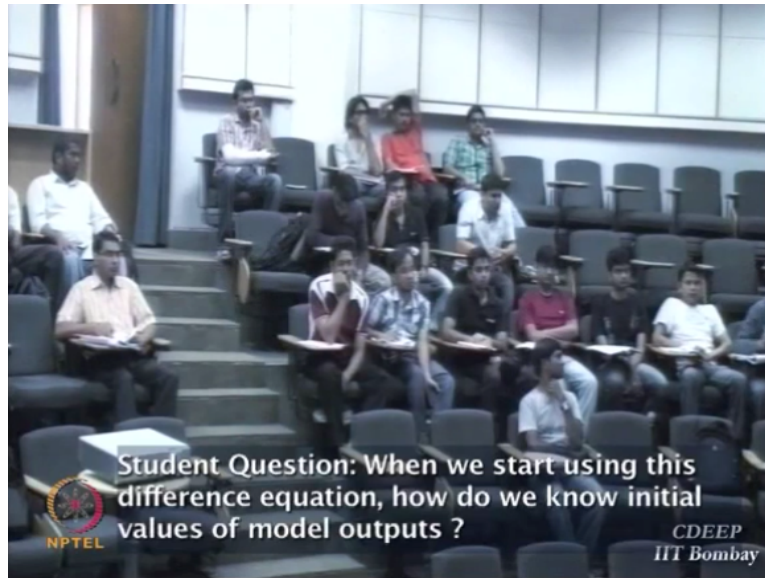 Student Question: When we start using this
difference equation, how do we know initial
values of model outputs ?
NPTEL
CDEEP
IIT Bombay